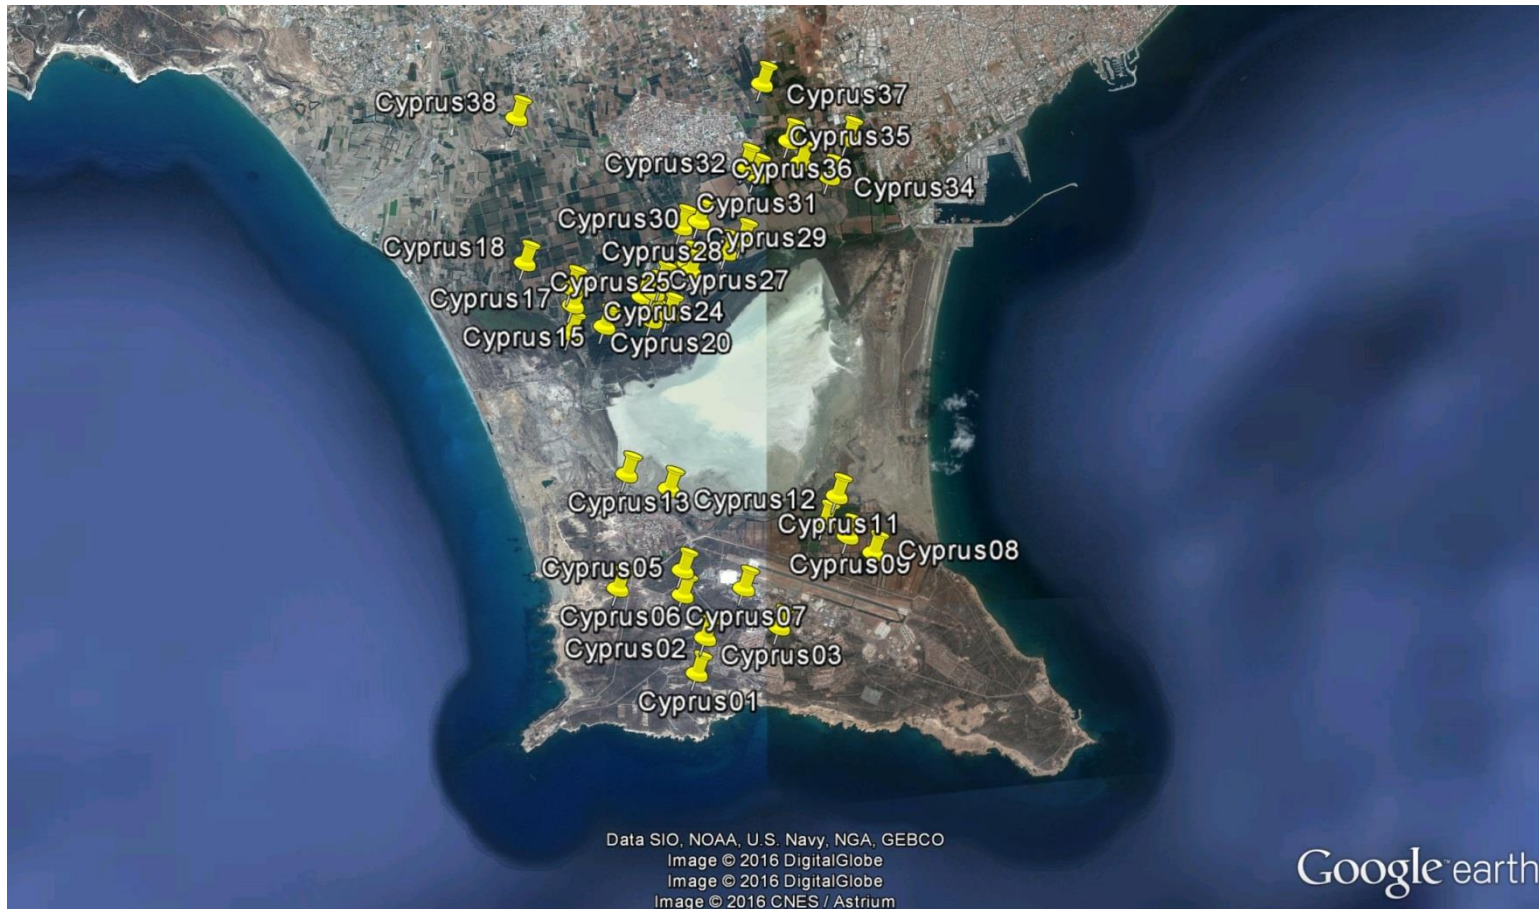 Cyprus37
Cyprus38
Cyprus35
Cyprus32
Cyprus36
Cyprus34
Cyprus31
Cyprus30
Cyprus29
Cyprus18
Cyprus28
Cyprus25
Cyprus27
Cyprus17
Cyprus24
Cyprus15
Cyprus20
Cyprus13
Cyprus12
Cyprus11
Cyprus08
Cyprus09
Cyprus05
Cyprus06
Cyprus07
Cyprus02
Cyprus03
Cyprus01
Data SIO, NOAA, U.S. Navy, NGA, GEBCO
Image © 2016 DigitalGlobe
Image © 2016 DigitalGlobe
Image © 2016 CNES / Astrium
Google earth